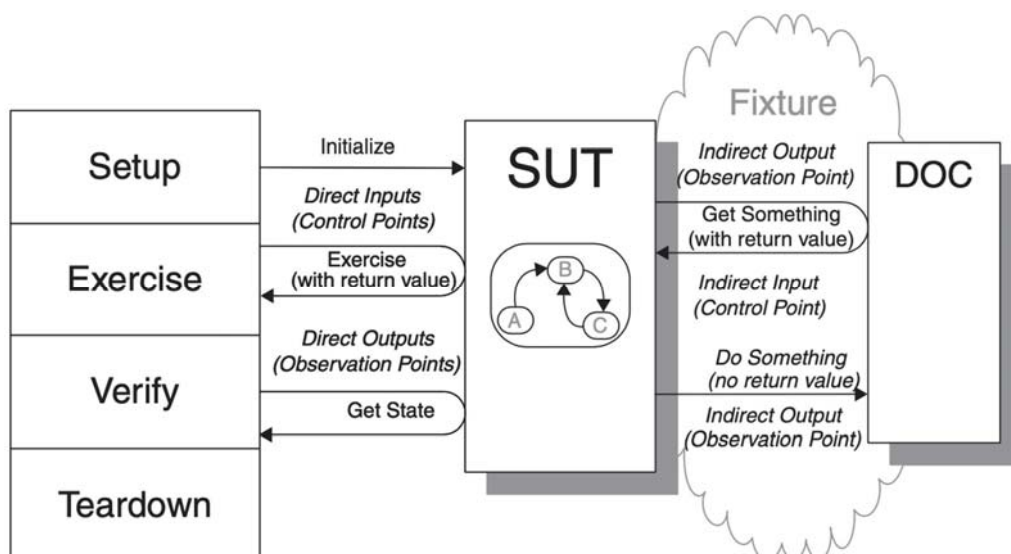 Setup
Exercise
Verify
Teardown
Initialize
Direct Inputs
(Control Points)
Exercise
(with return value)
Direct Outputs
(Observation Points)
Get State
SUT
A
B
C
Fixture
Indirect Output
(Observation Point)
Get Something
(with return value)
Indirect Input
(Control Point)
Do Something
(no return value)
Indirect Output
(Observation Point)
DOC